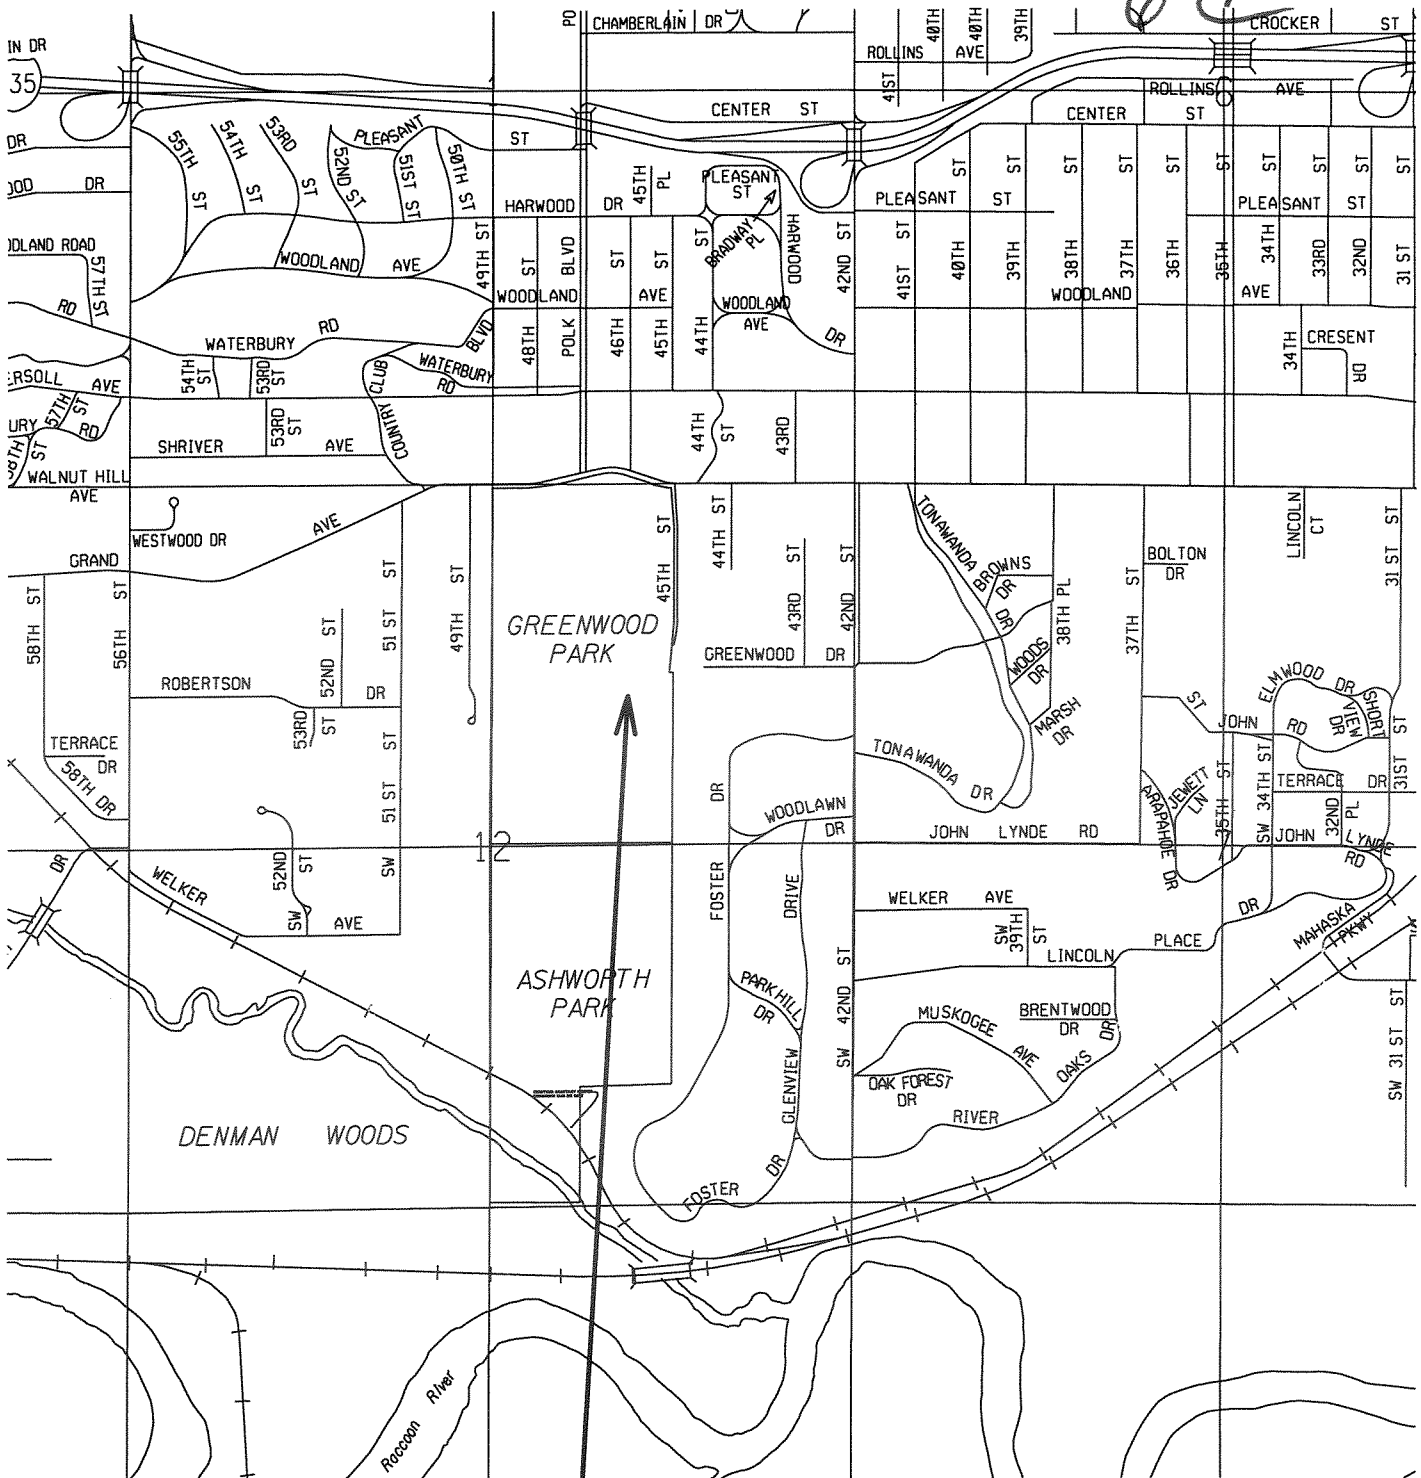 CHAMBERLAIN DR
PO
40TH
40TH
39TH
CROCKER ST
IN DR
ROLLINS AVE
35
41ST
ROLLINS AVE
CENTER ST
CENTER ST
DR
55TH ST
54TH ST
53RD ST
PLEASANT ST
52ND ST
51ST ST
50TH ST
OOD DR
HARWOOD DR
45TH PL
PLEASANT ST
BRADWAY PL
HARWOOD DR
PLEASANT ST
PLEASANT ST
ODLAND ROAD
57TH ST
WOODLAND AVE
49TH ST
48TH ST
POLK BLVD
46TH ST
45TH ST
44TH ST
42ND ST
41ST ST
40TH ST
39TH ST
38TH ST
37TH ST
36TH ST
35TH ST
34TH ST
33RD ST
32ND ST
31 ST ST
WOODLAND AVE
WOODLAND AVE
WOODLAND AVE
RD
WATERBURY RD
BLVD
WATERBURY RD
34TH
CRESENT DR
ERSOLL AVE
54TH ST
53RD ST
COUNTRY CLUB
57TH ST
URY RD
58TH ST
SHRIVER AVE
53RD ST
44TH ST
43RD
WALNUT HILL AVE
WESTWOOD DR
GRAND AVE
45TH ST
44TH ST
43RD ST
42ND ST
TONAWANDA DR
BROWNS DR
38TH PL
37TH ST
BOLTON DR
LINCOLN CT
31 ST ST
58TH ST
56TH ST
52ND ST
51 ST ST
49TH ST
GREENWOOD
PARK
GREENWOOD DR
WOODS DR
MARSH DR
ROBERTSON DR
53RD ST
ELMWOOD DR
SHORT
VIEW DR
ST JOHN RD
31ST ST
TERRACE DR
58TH DR
51 ST ST
TONAWANDA DR
ARAPAHOE DR
JEWETT LN
35TH ST
SW 34TH ST
TERRACE DR
32ND PL
WOODLAWN DR
JOHN LYNDE RD
JOHN LYNDE RD
12
DR
WELKER AVE
SW 52ND ST
SW
FOSTER DR
GLENVIEW DRIVE
WELKER AVE
SW 39TH ST
LINCOLN PLACE DR
MAHASKA PKWY
ASHWORTH
PARK
PARK HILL DR
SW 42ND ST
MUSKOGEE AVE
BRENTWOOD DR
OAKS DR
OAK FOREST DR
RIVER
SW 31 ST ST
DENMAN WOODS
FOSTER DR
Raccoon River